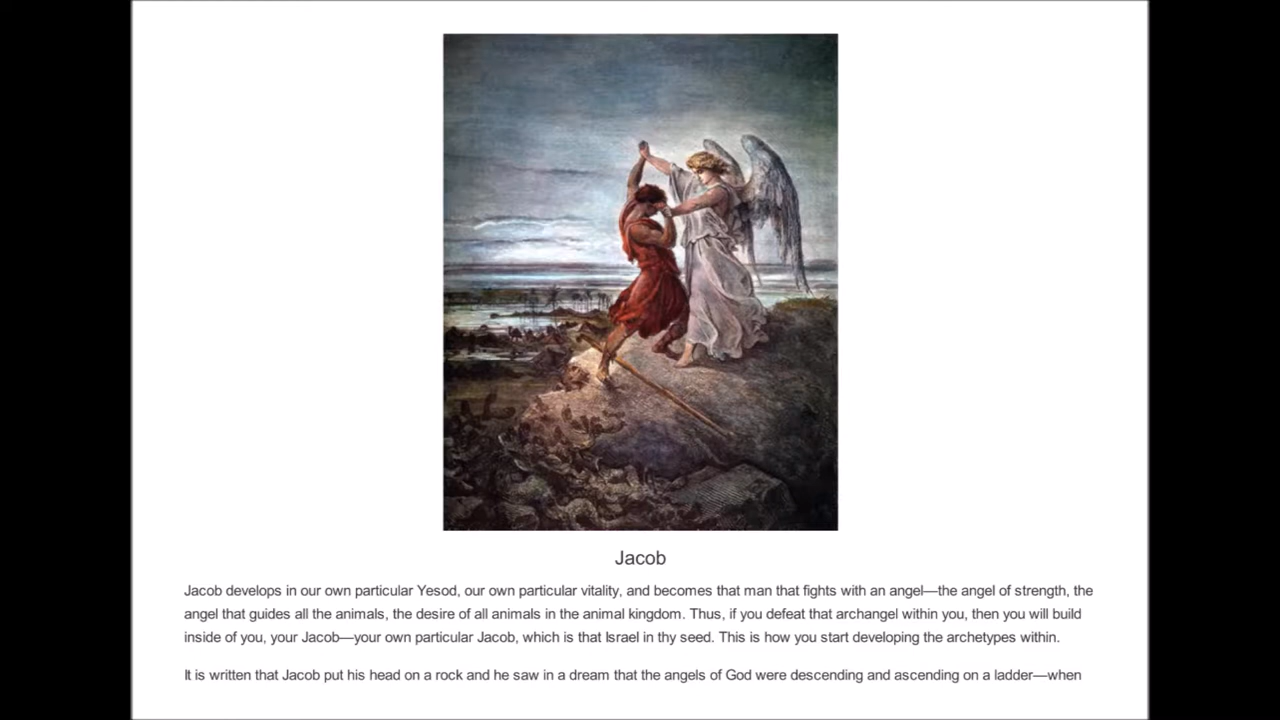 Jacob
Jacob develops in our own particular Yesod, our own particular vitality, and becomes that man that fights with an angel—the angel of strength, the
angel that guides all the animals, the desire of all animals in the animal kingdom. Thus, if you defeat that archangel within you, then you will build
inside of you, your Jacob—your own particular Jacob, which is that Israel in thy seed. This is how you start developing the archetypes within.
It is written that Jacob put his head on a rock and he saw in a dream that the angels of God were descending and ascending on a ladder—when